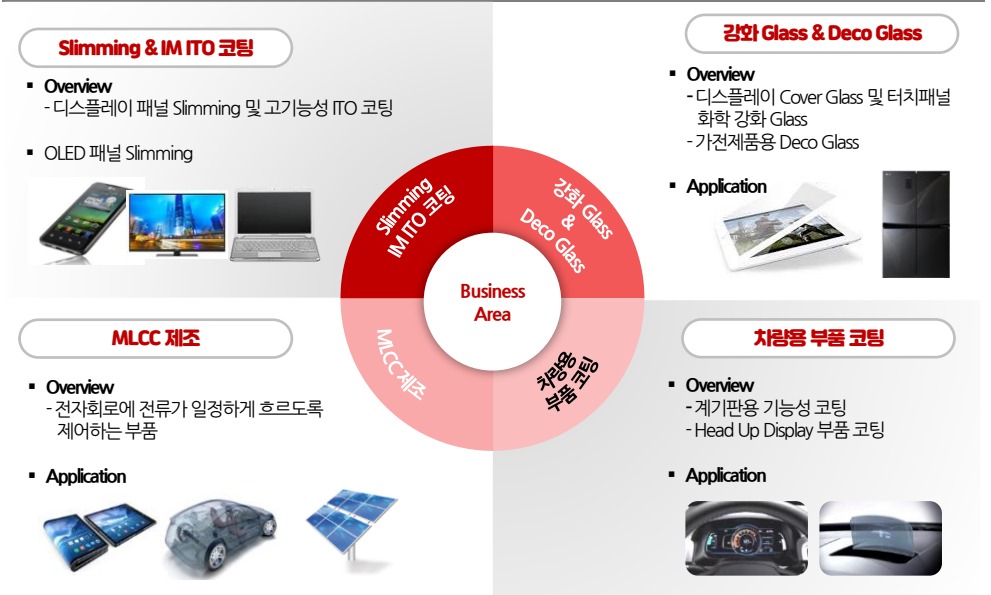 Slimming & IM ITO 코팅
▪ Overview
- 디스플레이 패널 Slimming 및 고기능성 ITO 코팅
▪ OLED 패널 Slimming
강화 Glass & Deco Glass
▪ Overview
- 디스플레이 Cover Glass 및 터치패널
화학 강화 Glass
- 가전제품용 Deco Glass
▪ Application
Slimming
IM ITO 코팅
강화 Glass
&
Deco Glass
Business
Area
MLCC 제조
차량용
부품 코팅
MLCC 제조
▪ Overview
- 전자회로에 전류가 일정하게 흐르도록
제어하는 부품
▪ Application
차량용 부품 코팅
▪ Overview
- 계기판용 기능성 코팅
- Head Up Display 부품 코팅
▪ Application